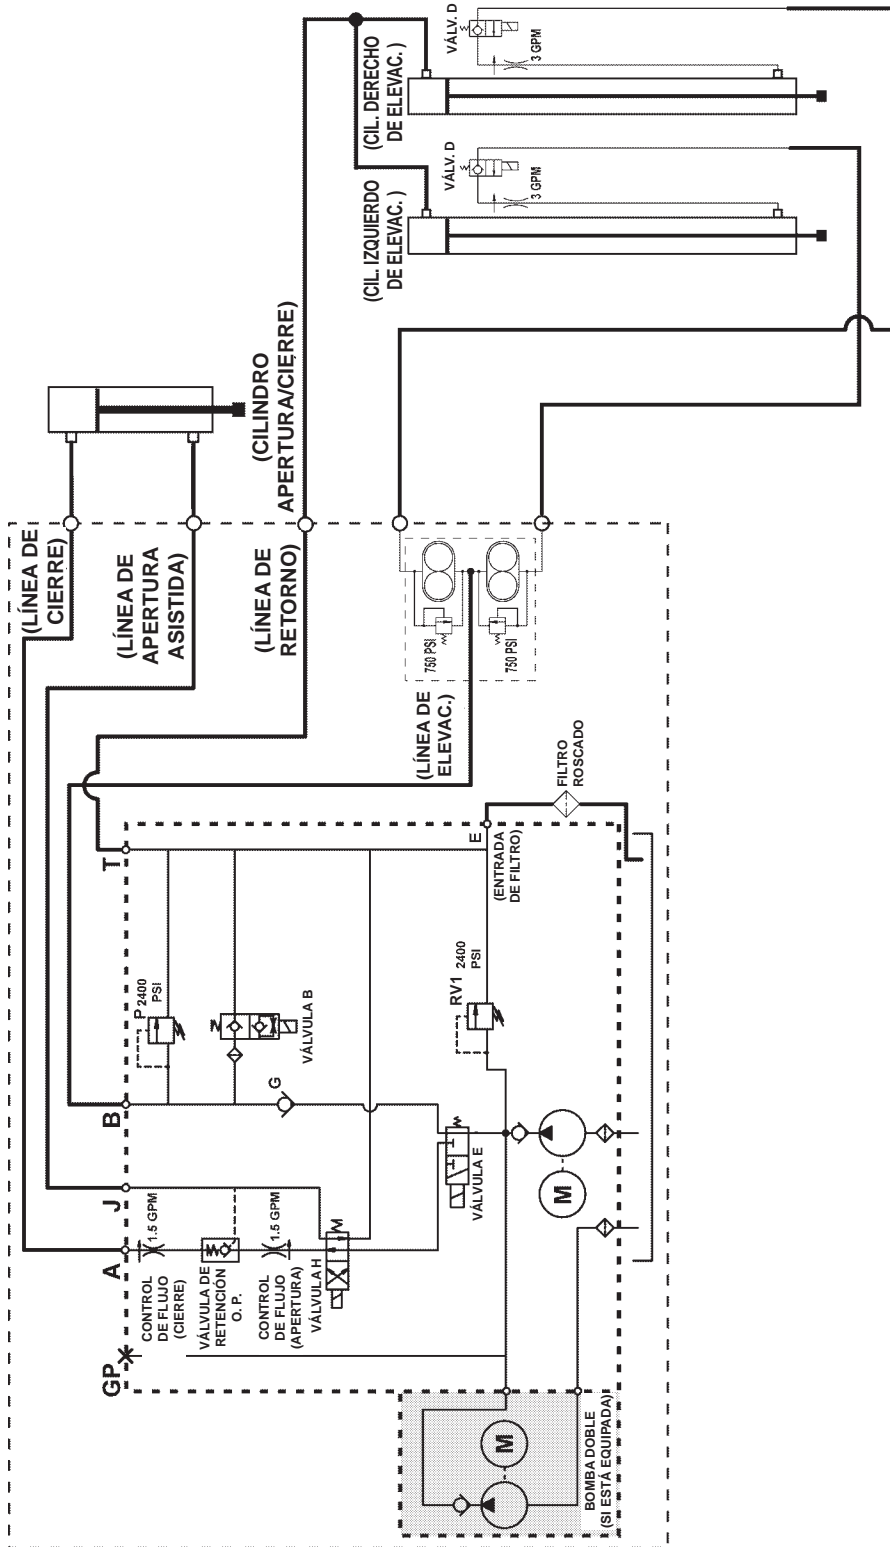 VÁLV. D
3 GPM
(CIL. DERECHO
DE ELEVAC. )
VÁLV. D
3 GPM
(CIL. IZQUIERDO
DE ELEVAC. )
(CILINDRO
APERTURA/CIERRE)
(LÍNEA DE
CIERRE)
(LÍNEA DE
APERTURA
ASISTIDA)
(LÍNEA DE
RETORNO)
750 PSI
750 PSI
(LÍNEA DE
ELEVAC.)
FILTRO
ROSCADO
T
E
(ENTRADA
DE FILTRO)
P 2400
PSI
VÁLVULA B
RV1 2400
PSI
B
G
J
VÁLVULA E
M
A
1.5 GPM
1.5 GPM
CONTROL
DE FLUJO
(CIERRE)
VÁLVULA DE
RETENCIÓN
O. P.
CONTROL
DE FLUJO
(APERTURA)
VÁLVULA H
GP
M
BOMBA DOBLE
(SI ESTÁ EQUIPADA)